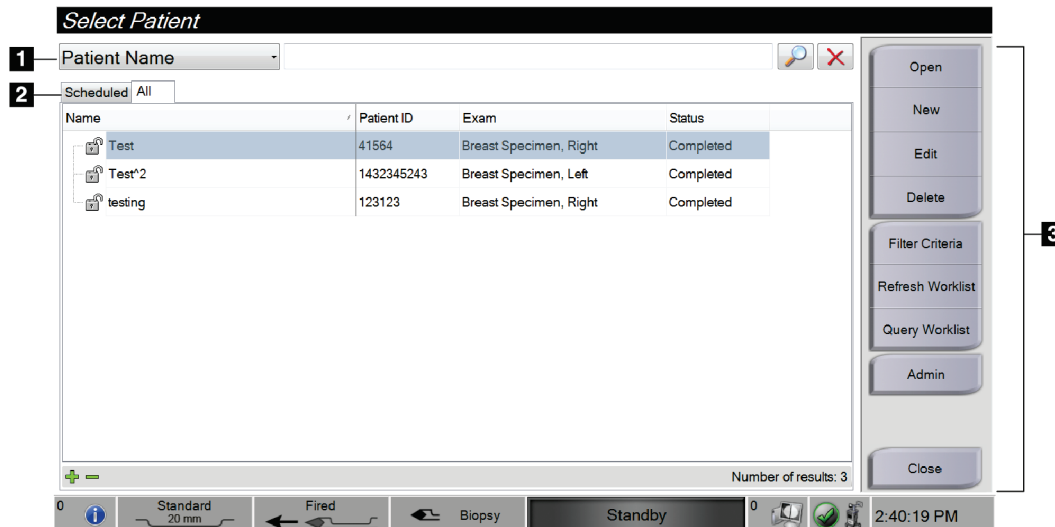 Select Patient
1 Patient Name
2 Scheduled All
Name Patient ID Exam Status
Test 41564 Breast Specimen, Right Completed
Test^2 1432345243 Breast Specimen, Left Completed
testing 123123 Breast Specimen, Right Completed
Number of results: 3
Open
New
Edit
Delete
Filter Criteria
Refresh Worklist
Query Worklist
Admin
Close
3
0 Standard Fired Biopsy Standby 0 2:40:19 PM
20 mm